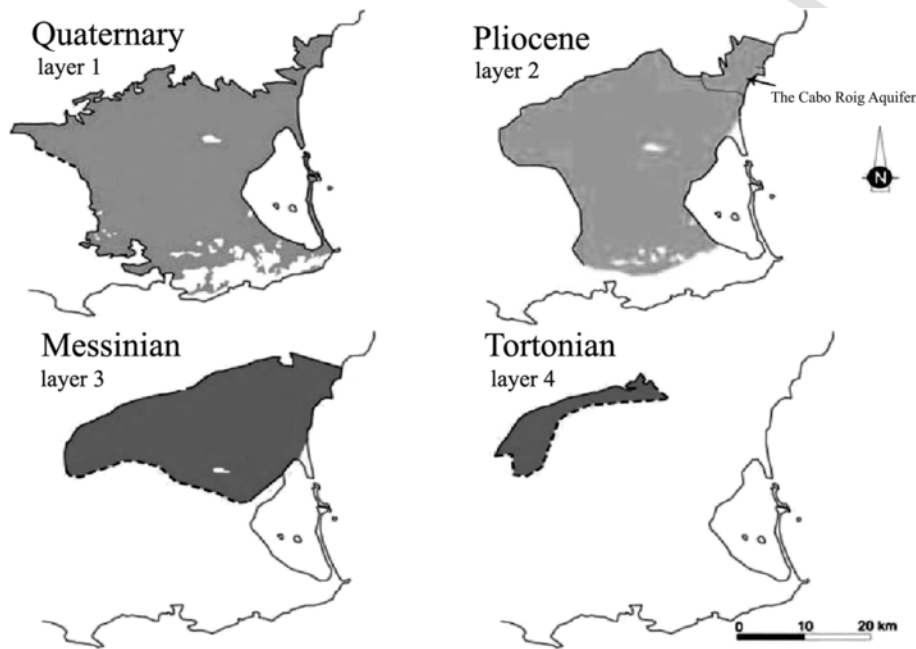 Quaternary
layer 1
Pliocene
layer 2
The Cabo Roig Aquifer
N
Messinian
layer 3
Tortonian
layer 4
0 10 20 km